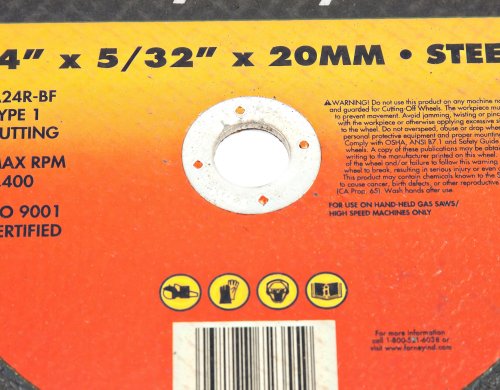 4” x 5/32” x 20MM • STEE
A24R-BF
TYPE 1
CUTTING
MAX RPM
400
ISO 9001
CERTIFIED
⚠WARNING! Do not use this product on any machine no
and guarded for Cutting-Off Wheels. The workpiece mu
to prevent movement. Avoid jamming, twisting or pinc
with the workpiece or otherwise applying excessive s
to the wheel. Do not overspeed, abuse or drop whe
personal protective equipment and proper mounting
Comply with OSHA, ANSI B7.1 and Safety Guide
wheels. A copy of these publications may be obtain
writing to the manufacturer printed on this wheel.
of the wheel and/or failure to follow this warning
wheel to break, resulting in serious injury or even d
This product may contain chemicals known to the S
to cause cancer, birth defects, or other reproductive
(CA Prop. 65). Wash hands after use.
FOR USE ON HAND-HELD GAS SAWS/
HIGH SPEED MACHINES ONLY
For more information
call 1-800-521-6038 or
visit www.forneyind.com